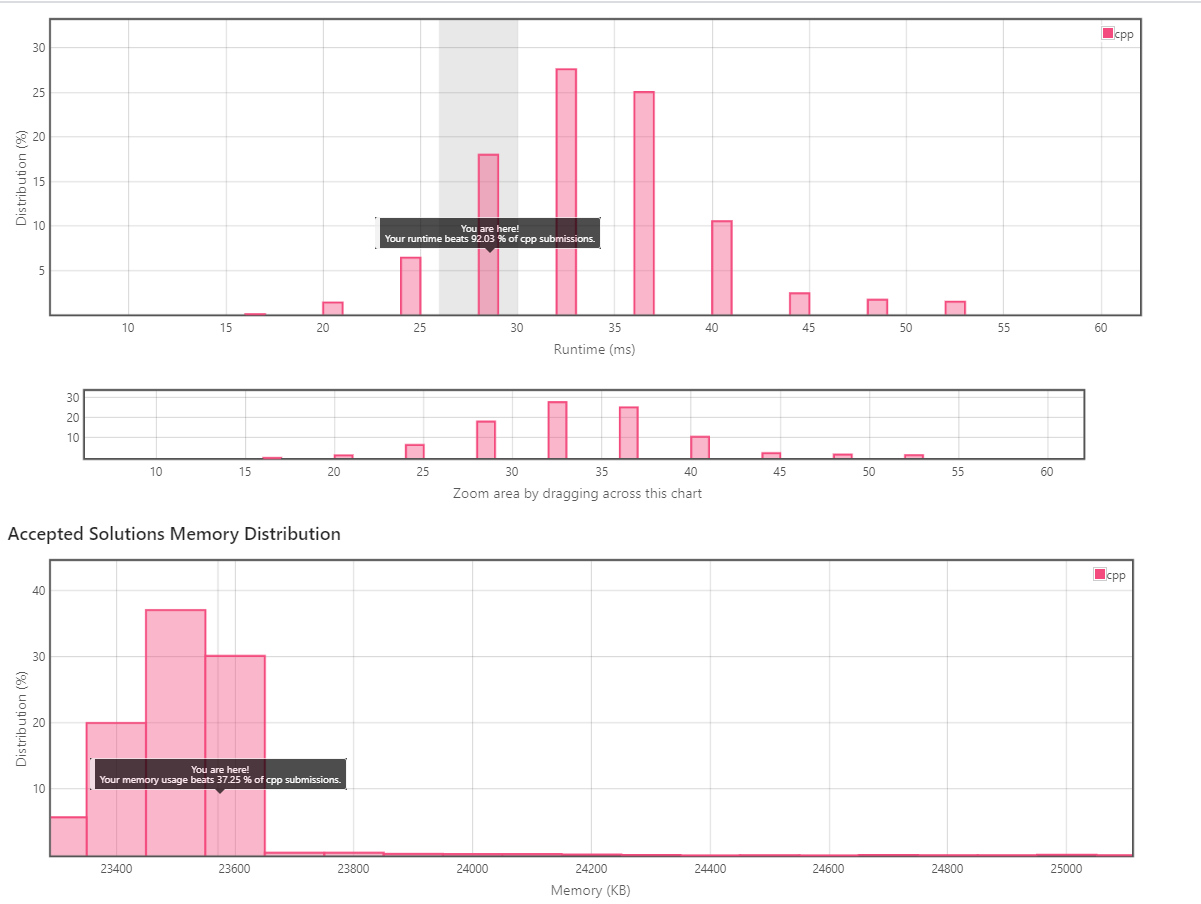 cpp
30
25
20
15
10
5
Distribution (%)
You are here!
Your runtime beats 92.03 % of cpp submissions.
10 15 20 25 30 35 40 45 50 55 60
Runtime (ms)
30
20
10
10 15 20 25 30 35 40 45 50 55 60
Zoom area by dragging across this chart
Accepted Solutions Memory Distribution
cpp
40
30
20
10
Distribution (%)
You are here!
Your memory usage beats 37.25 % of cpp submissions.
23400 23600 23800 24000 24200 24400 24600 24800 25000
Memory (KB)